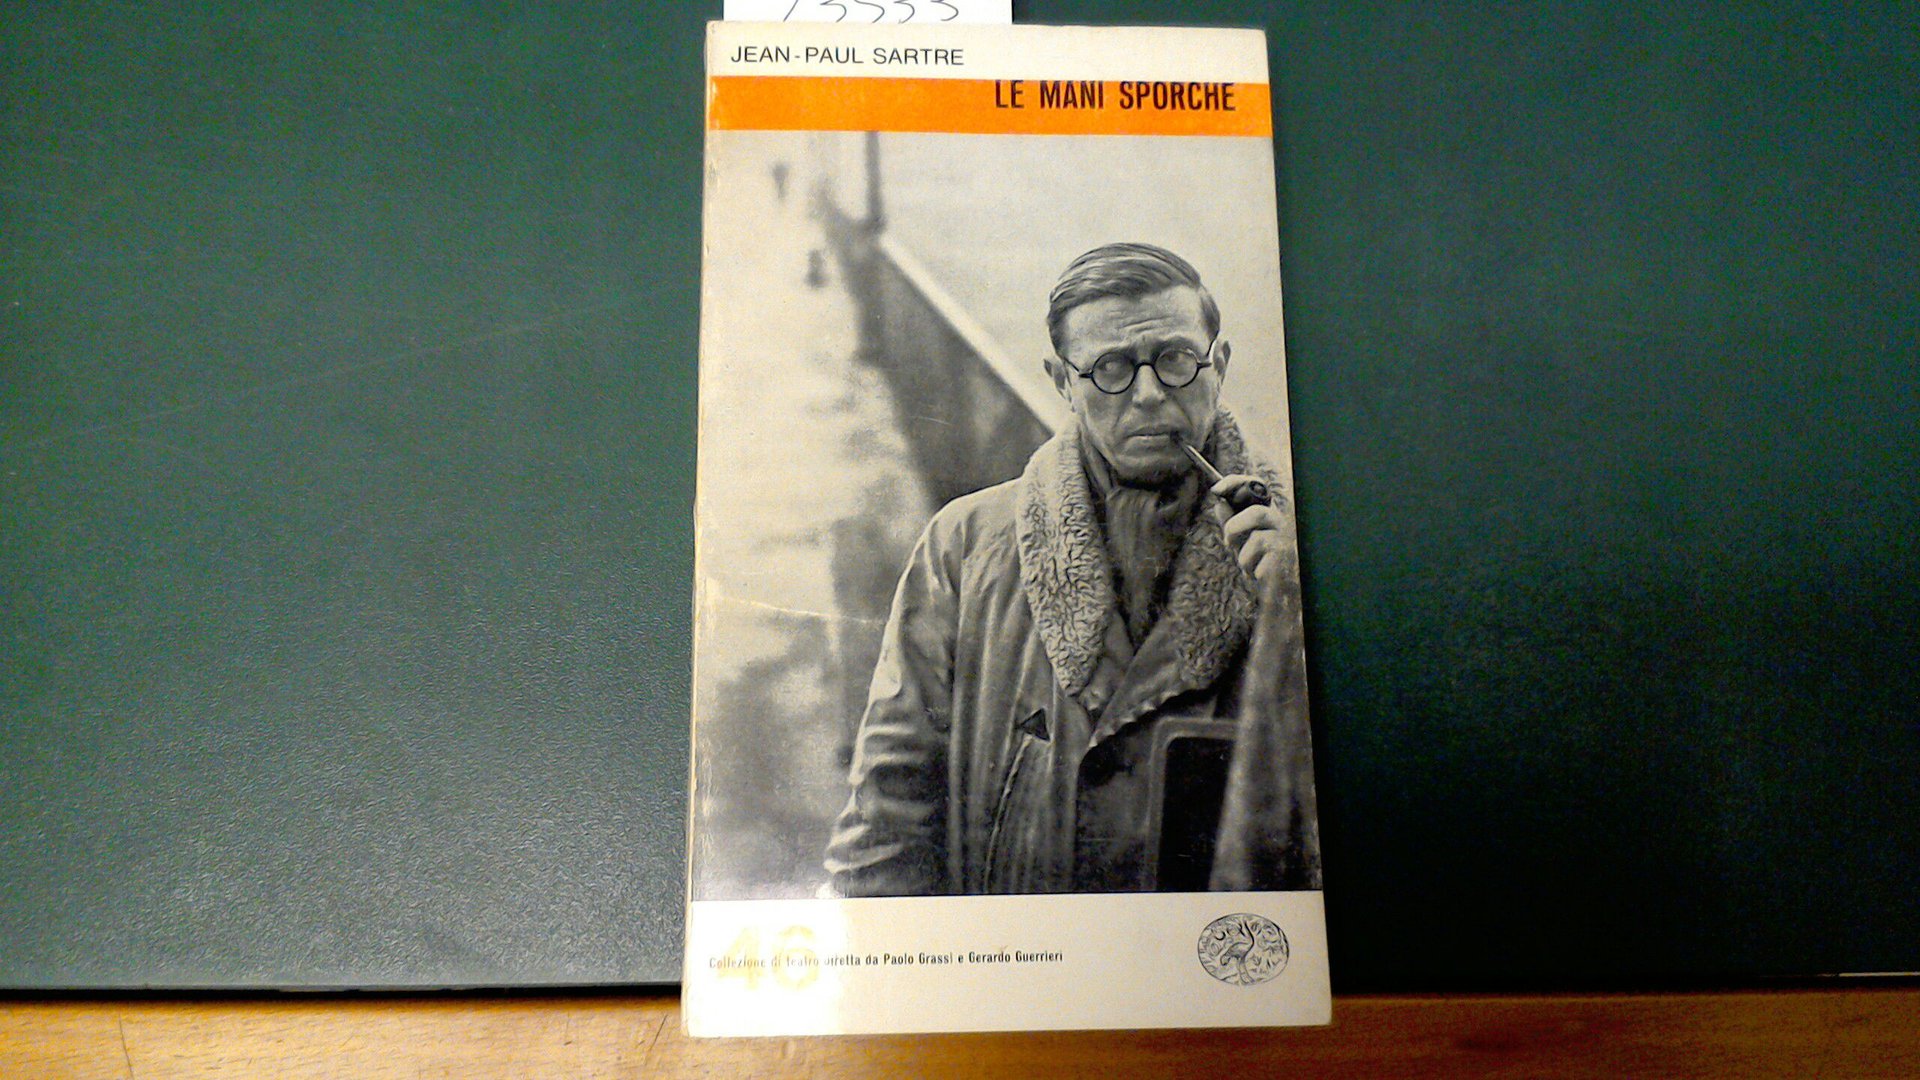 JEAN-PAUL SARTRE
LE MANI SPORCHE
46
Collezione di teatro diretta da Paolo Grassi e Gerardo Guerrieri